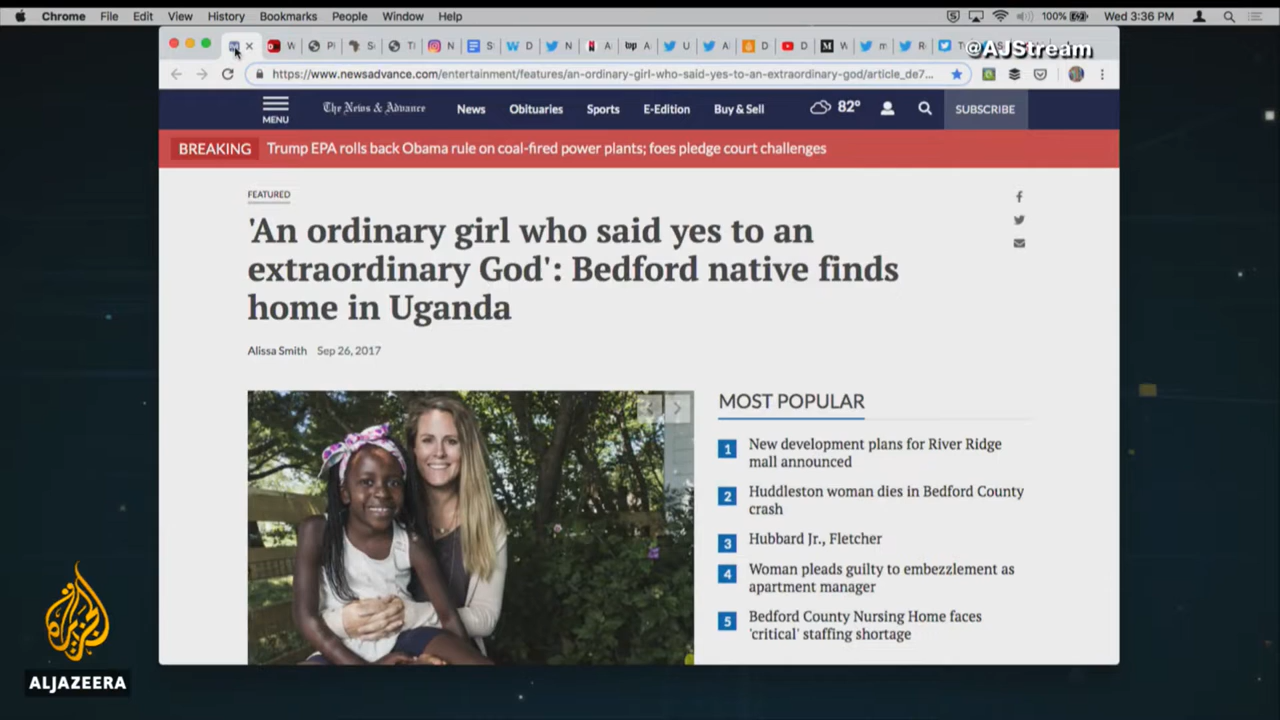 Chrome File Edit View History Bookmarks People Window Help 100% Wed 3:36 PM
@AJStream
https://www.newsadvance.com/entertainment/features/an-ordinary-girl-who-said-yes-to-an-extraordinary-god/article_de7...
MENU The News & Advance News Obituaries Sports E-Edition Buy & Sell 82° SUBSCRIBE
BREAKING Trump EPA rolls back Obama rule on coal-fired power plants; foes pledge court challenges
FEATURED
'An ordinary girl who said yes to an
extraordinary God': Bedford native finds
home in Uganda
Alissa Smith Sep 26, 2017
MOST POPULAR
1 New development plans for River Ridge
mall announced
2 Huddleston woman dies in Bedford County
crash
3 Hubbard Jr., Fletcher
4 Woman pleads guilty to embezzlement as
apartment manager
5 Bedford County Nursing Home faces
'critical' staffing shortage
الجزيرة
ALJAZEERA